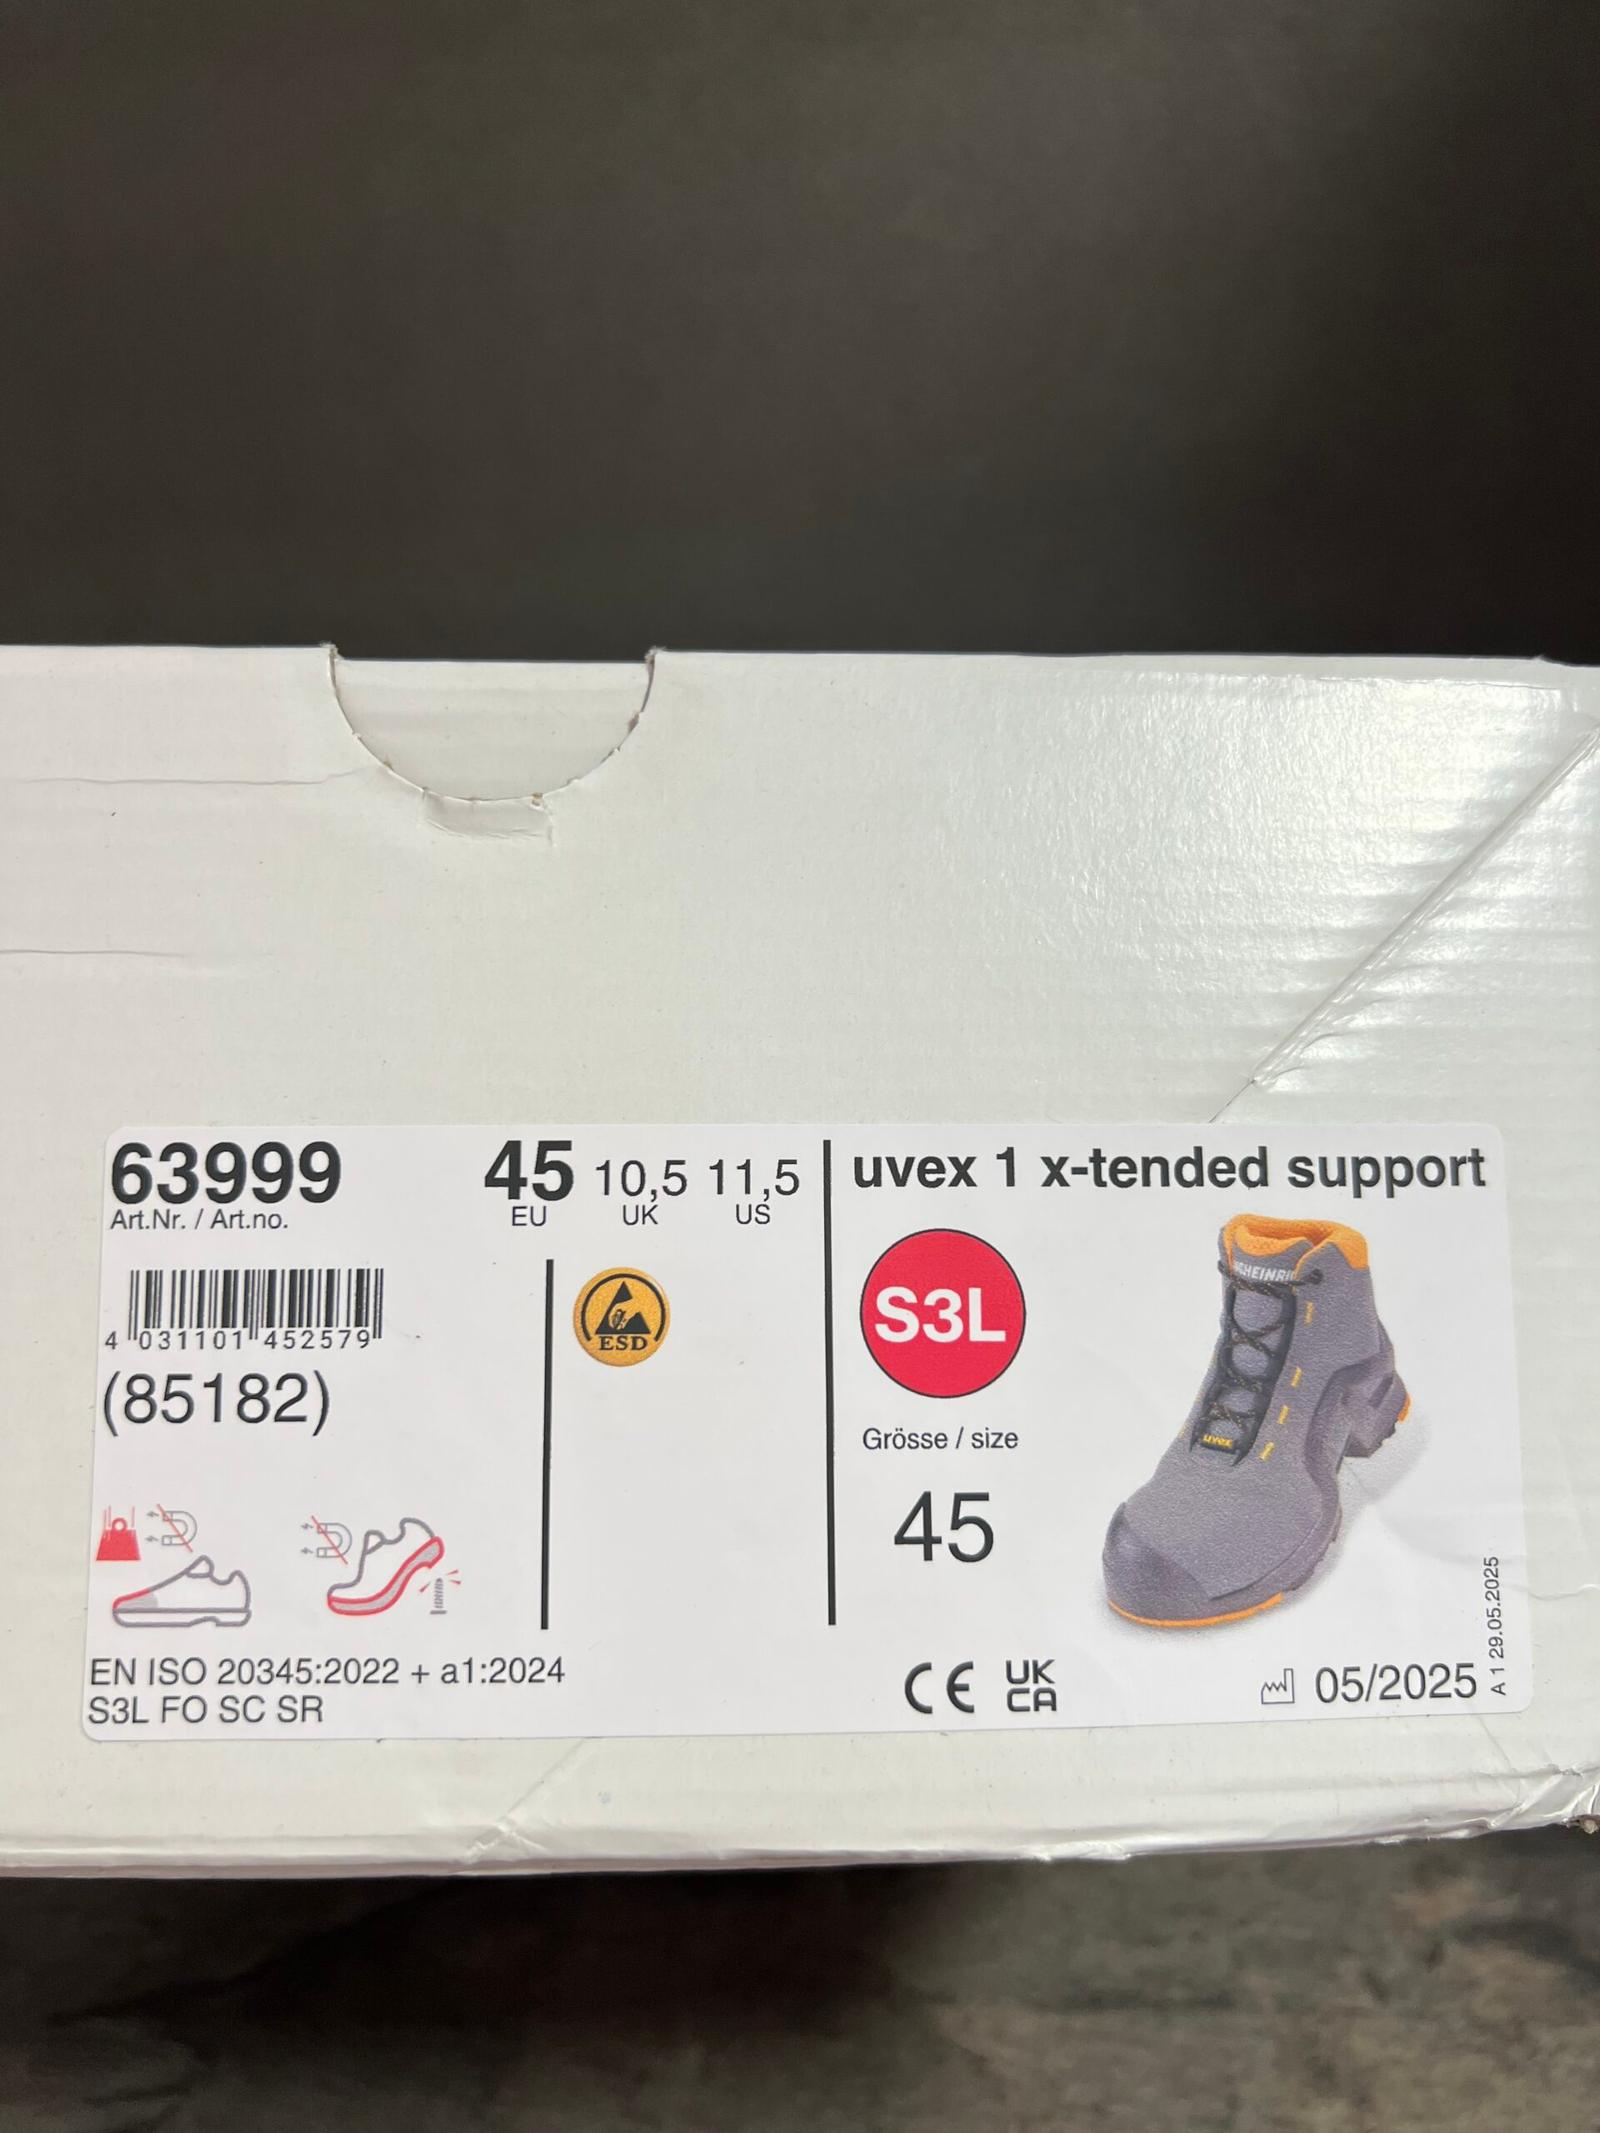 63999
Art.Nr. / Art.no.
45 10,5 11,5
EU UK US
4 031101 452579
(85182)
ESD
EN ISO 20345:2022 + a1:2024
S3L FO SC SR
uvex 1 x-tended support
S3L
Grösse / size
45
uvex
CE UK
CA
05/2025
A 1 29.05.2025